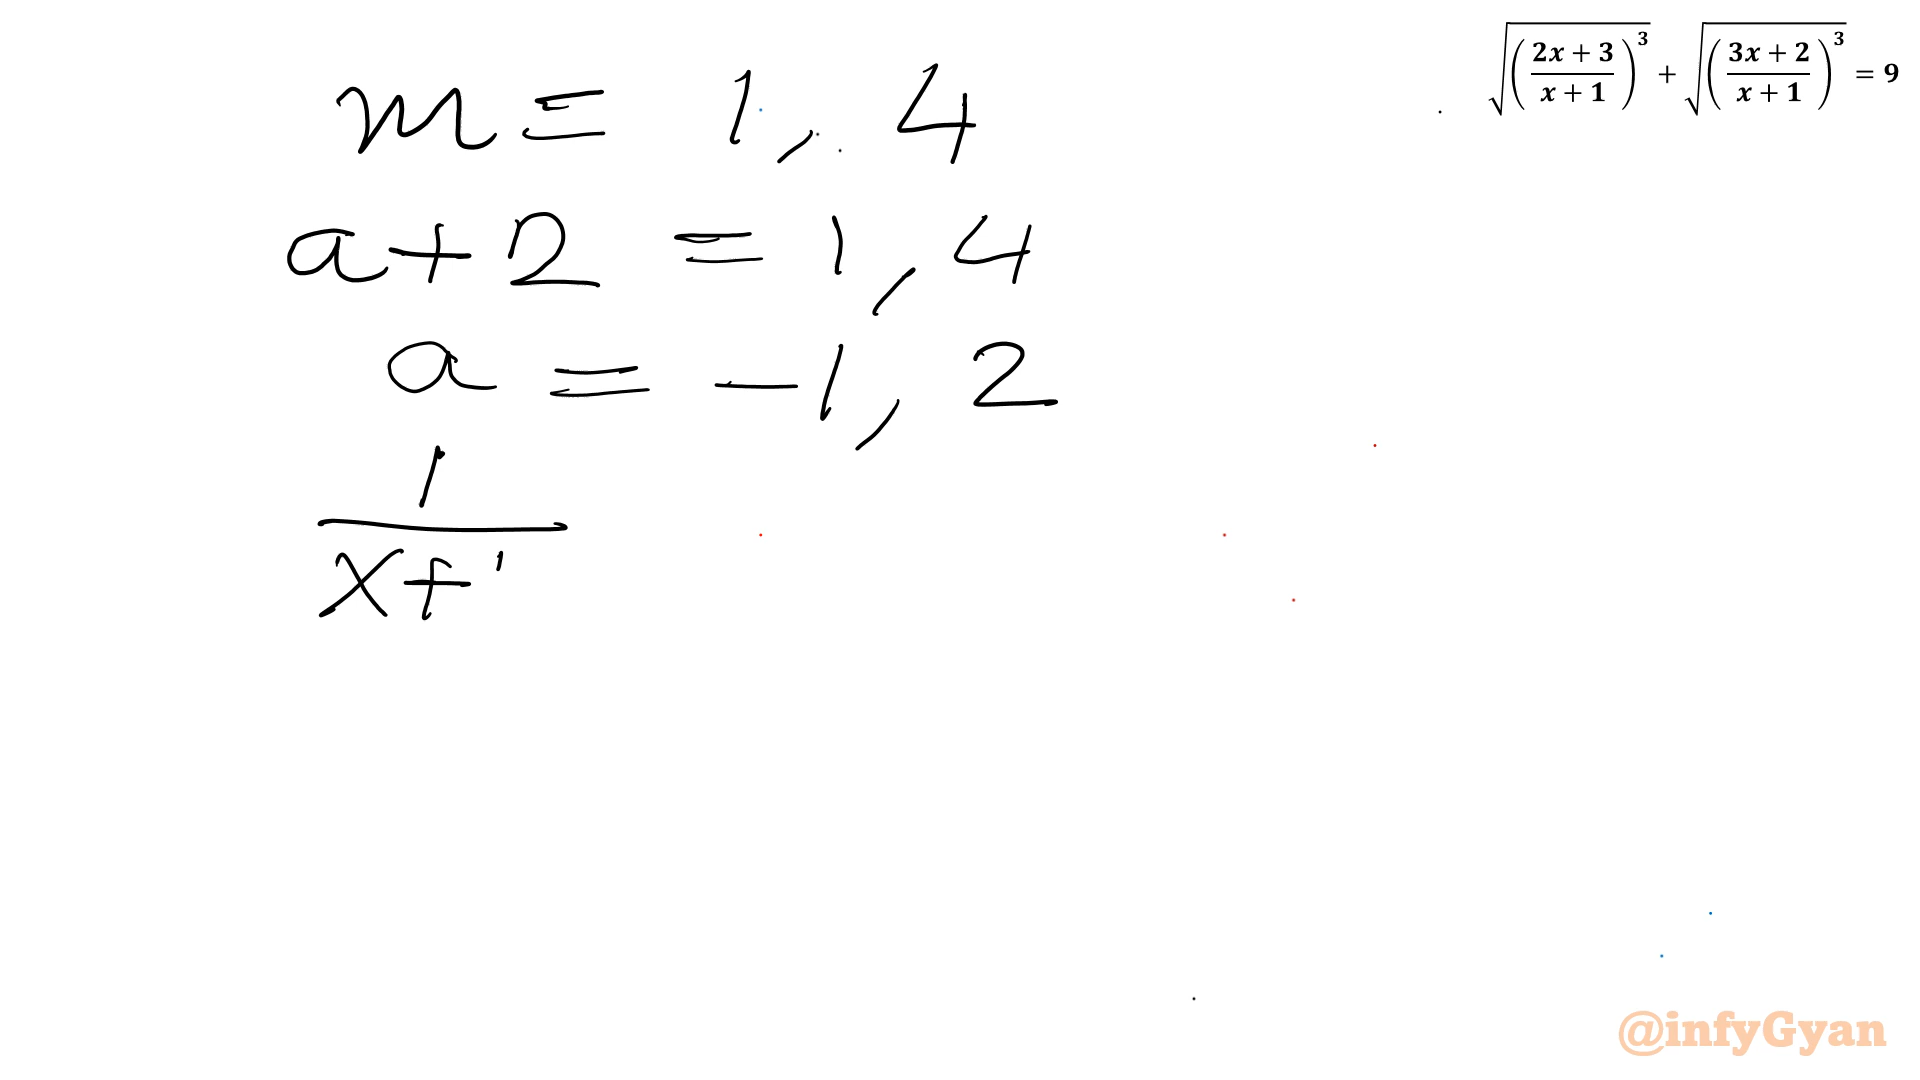 √((2x + 3)/(x + 1))³ + √((3x + 2)/(x + 1))³ = 9
m = 1, 4
a + 2 = 1, 4
a = -1, 2
1
x + 1
@infyGyan